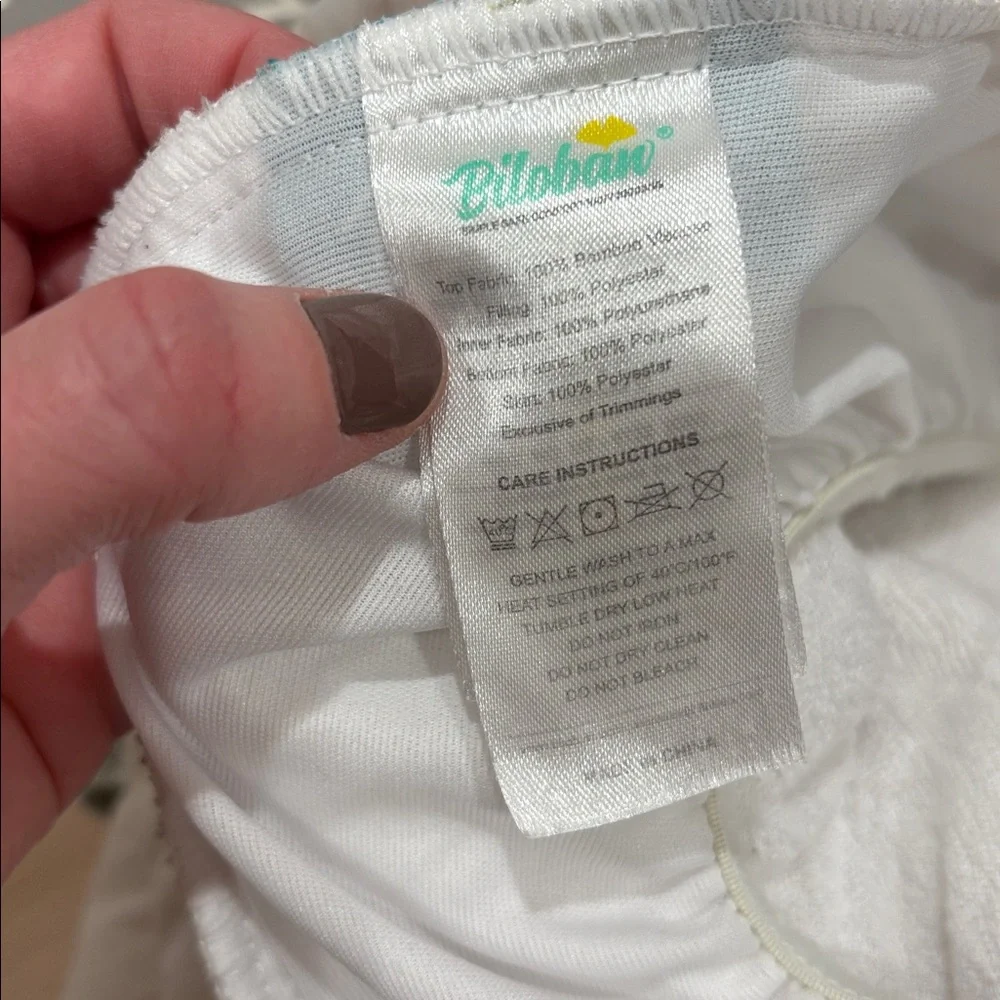 Biloban®
Top Fabric: 100% Bamboo Viscose
Filling: 100% Polyester
Inner Fabric: 100% Polyurethane
Bottom Fabric: 100% Polyester
Skirt: 100% Polyester
Exclusive of Trimmings
CARE INSTRUCTIONS
GENTLE WASH TO A MAX
HEAT SETTING OF 40°C/100°F
TUMBLE DRY LOW HEAT
DO NOT IRON
DO NOT DRY CLEAN
DO NOT BLEACH
MADE IN CHINA